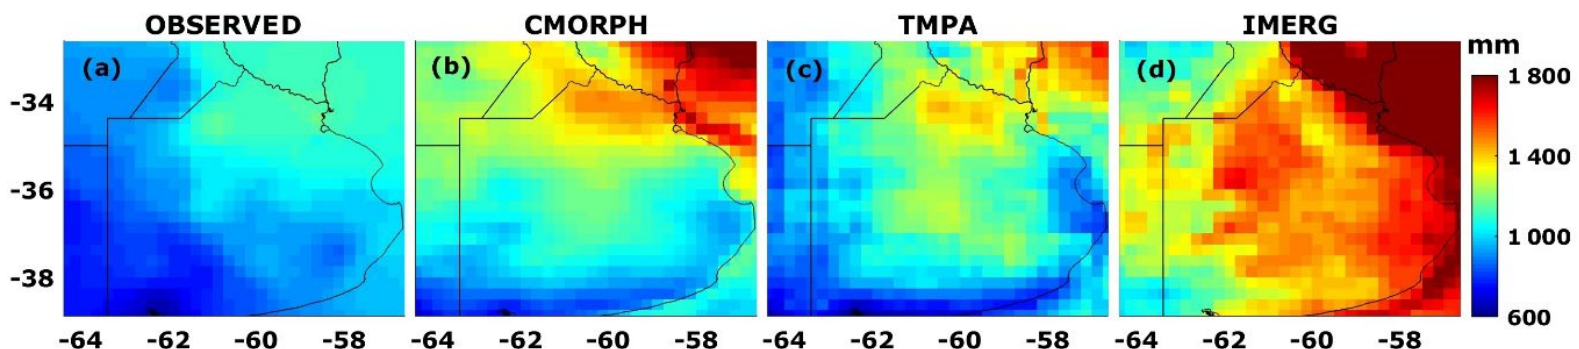 OBSERVED CMORPH TMPA IMERG
mm
(a) (b) (c) (d)
1 800
-34
1 400
-36
1 000
-38
600
-64 -62 -60 -58 -64 -62 -60 -58 -64 -62 -60 -58 -64 -62 -60 -58